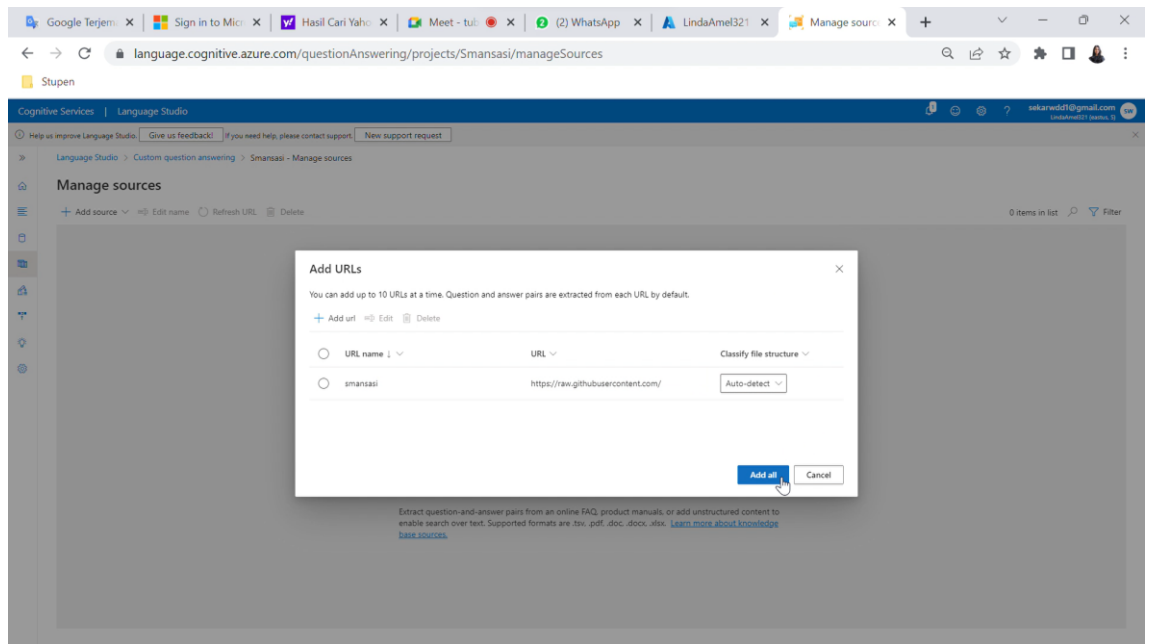 Google Terjem
Sign in to Micr
Hasil Cari Yaho
Meet - tul
(2) WhatsApp
LindaAmel321
Manage source
language.cognitive.azure.com/questionAnswering/projects/Smansasi/manageSources
Stupen
Cognitive Services | Language Studio
sekarwdd1@gmail.com
SW
Help us improve Language Studio. Give us feedback! If you need help, please contact support. New support request
Language Studio > Custom question answering > Smansasi - Manage sources
Manage sources
Add source Edit name Refresh URL Delete
0 items in list Filter
Add URLs
You can add up to 10 URLs at a time. Question and answer pairs are extracted from each URL by default.
Add url Edit Delete
URL name ↓ URL Classify file structure
smansasi https://raw.githubusercontent.com/ Auto-detect
Add all Cancel
Extract question-and-answer pairs from an online FAQ, product manuals, or add unstructured content to
enable search over text. Supported formats are .tsv, .pdf, .doc, .docx, .xlsx. Learn more about knowledge
base sources.